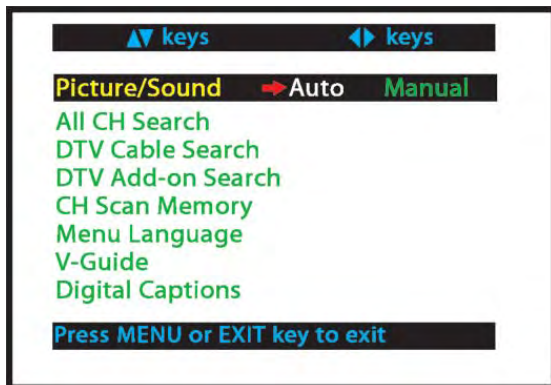 ▲▼ keys ◀▶ keys
Picture/Sound ➡Auto Manual
All CH Search
DTV Cable Search
DTV Add-on Search
CH Scan Memory
Menu Language
V-Guide
Digital Captions
Press MENU or EXIT key to exit